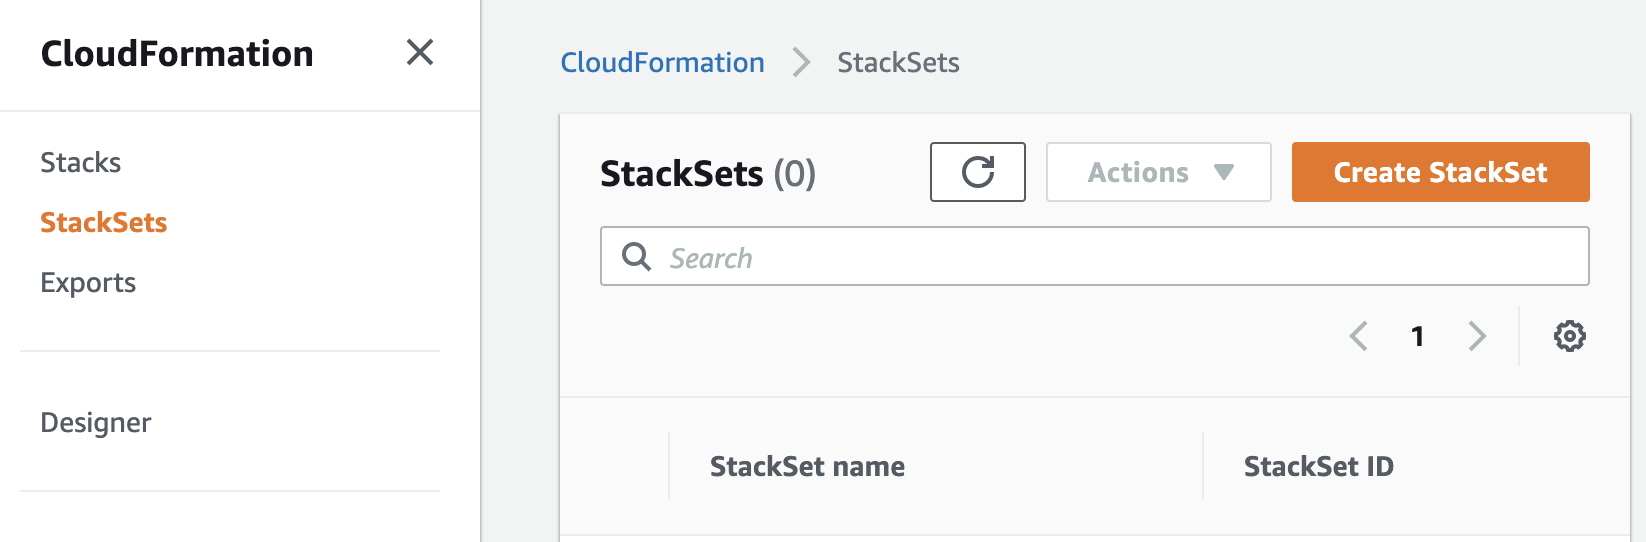 CloudFormation
Stacks
StackSets
Exports
Designer
CloudFormation StackSets
StackSets (0) Actions Create StackSet
Search
1
StackSet name StackSet ID